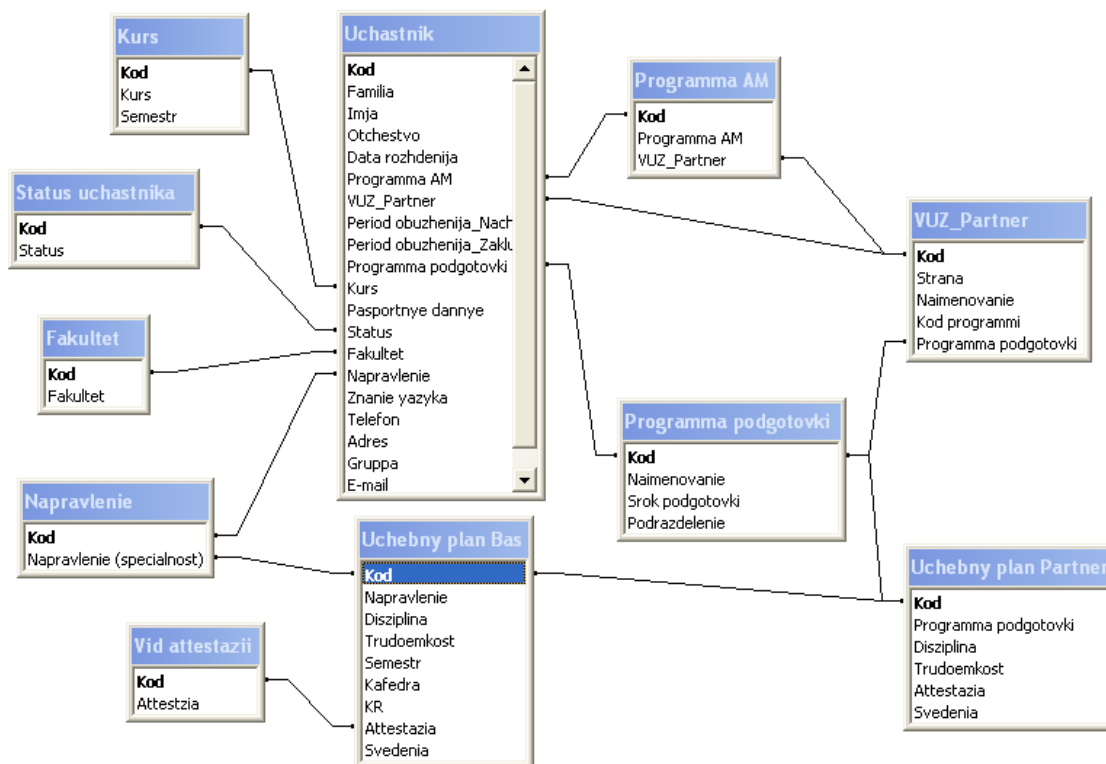 Kurs
Kod
Kurs
Semestr
Status uchastnika
Kod
Status
Fakultet
Kod
Fakultet
Napravlenie
Kod
Napravlenie (specialnost)
Vid attestazii
Kod
Attestzia
Uchastnik
Kod
Familia
Imja
Otchestvo
Data rozhdenija
Programma AM
VUZ_Partner
Period obuzhenija_Nach
Period obuzhenija_Zaklu
Programma podgotovki
Kurs
Pasportnye dannye
Status
Fakultet
Napravlenie
Znanie yazyka
Telefon
Adres
Gruppa
E-mail
Uchebny plan Bas
Kod
Napravlenie
Disziplina
Trudoemkost
Semestr
Kafedra
KR
Attestazia
Svedenia
Programma AM
Kod
Programma AM
VUZ_Partner
Programma podgotovki
Kod
Naimenovanie
Srok podgotovki
Podrazdelenie
VUZ_Partner
Kod
Strana
Naimenovanie
Kod programmi
Programma podgotovki
Uchebny plan Partner
Kod
Programma podgotovki
Disziplina
Trudoemkost
Attestazia
Svedenia